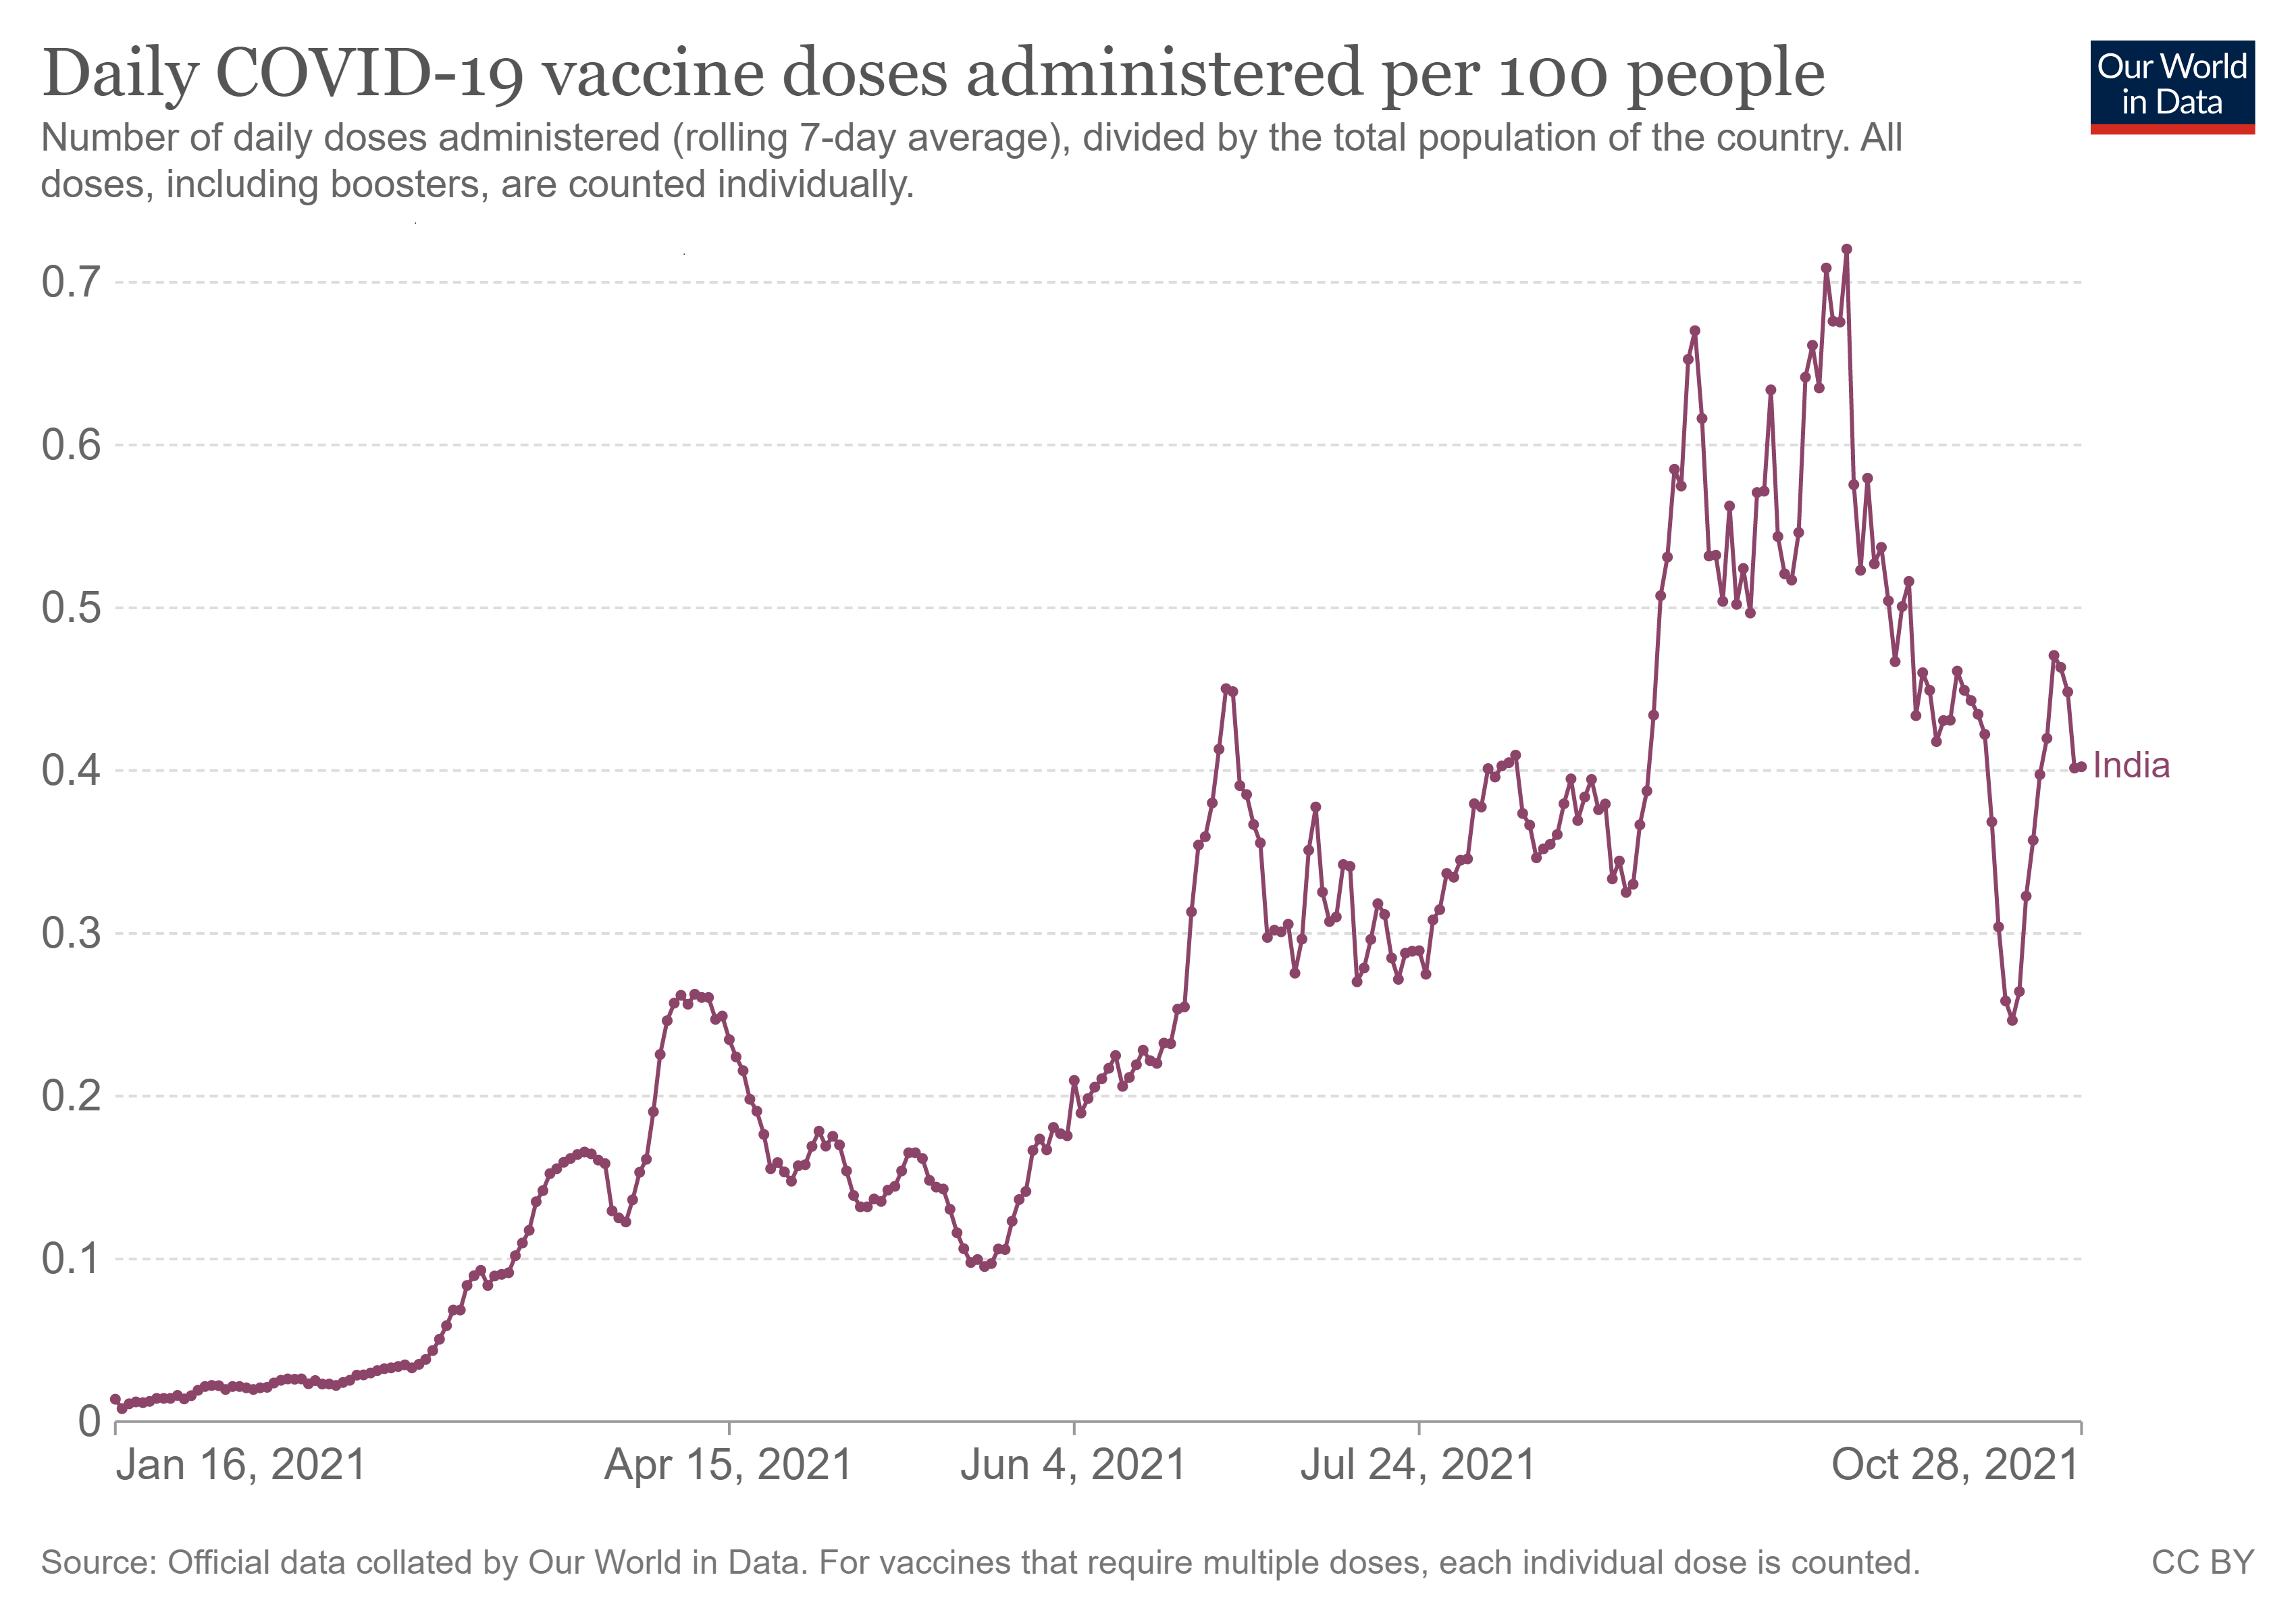 Daily COVID-19 vaccine doses administered per 100 people
Our World
in Data
Number of daily doses administered (rolling 7-day average), divided by the total population of the country. All
doses, including boosters, are counted individually.
0.7
0.6
0.5
0.4
India
0.3
0.2
0.1
0
Jan 16, 2021
Apr 15, 2021
Jun 4, 2021
Jul 24, 2021
Oct 28, 2021
Source: Official data collated by Our World in Data. For vaccines that require multiple doses, each individual dose is counted.
CC BY